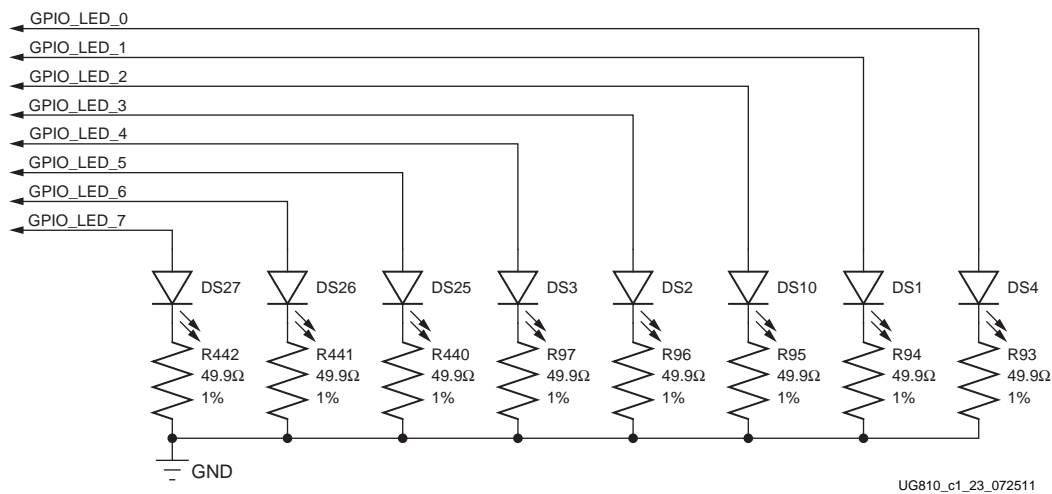 GPIO_LED_0
GPIO_LED_1
GPIO_LED_2
GPIO_LED_3
GPIO_LED_4
GPIO_LED_5
GPIO_LED_6
GPIO_LED_7
DS27 DS26 DS25 DS3 DS2 DS10 DS1 DS4
R442 R441 R440 R97 R96 R95 R94 R93
49.9Ω 49.9Ω 49.9Ω 49.9Ω 49.9Ω 49.9Ω 49.9Ω 49.9Ω
1% 1% 1% 1% 1% 1% 1% 1%
GND
UG810_c1_23_072511